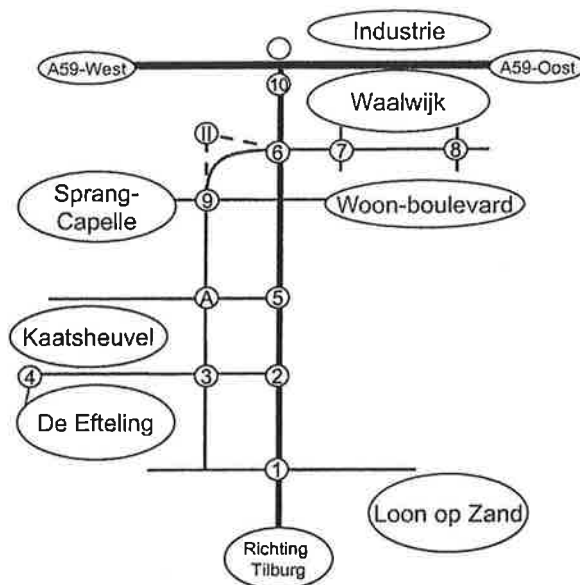 Industrie
A59-West
A59-Oost
10
Waalwijk
II
6
7
8
Sprang-
Capelle
9
Woon-boulevard
A
5
Kaatsheuvel
4
3
2
De Efteling
1
Loon op Zand
Richting
Tilburg